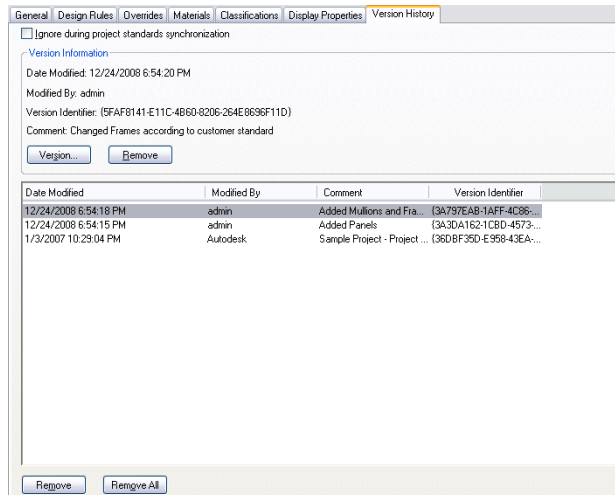 General Design Rules Overrides Materials Classifications Display Properties Version History
Ignore during project standards synchronization
Version Information
Date Modified: 12/24/2008 6:54:20 PM
Modified By: admin
Version Identifier: {5FAF8141-E11C-4B60-8206-264E8696F11D}
Comment: Changed Frames according to customer standard
Version... Remove
Date Modified Modified By Comment Version Identifier
12/24/2008 6:54:18 PM admin Added Mullions and Fra... {3A797EAB-1AFF-4C86-...
12/24/2008 6:54:15 PM admin Added Panels {3A3DA162-1CBD-4573-...
1/3/2007 10:29:04 PM Autodesk Sample Project - Project ... {36DBF35D-E958-43EA-...
Remove Remove All